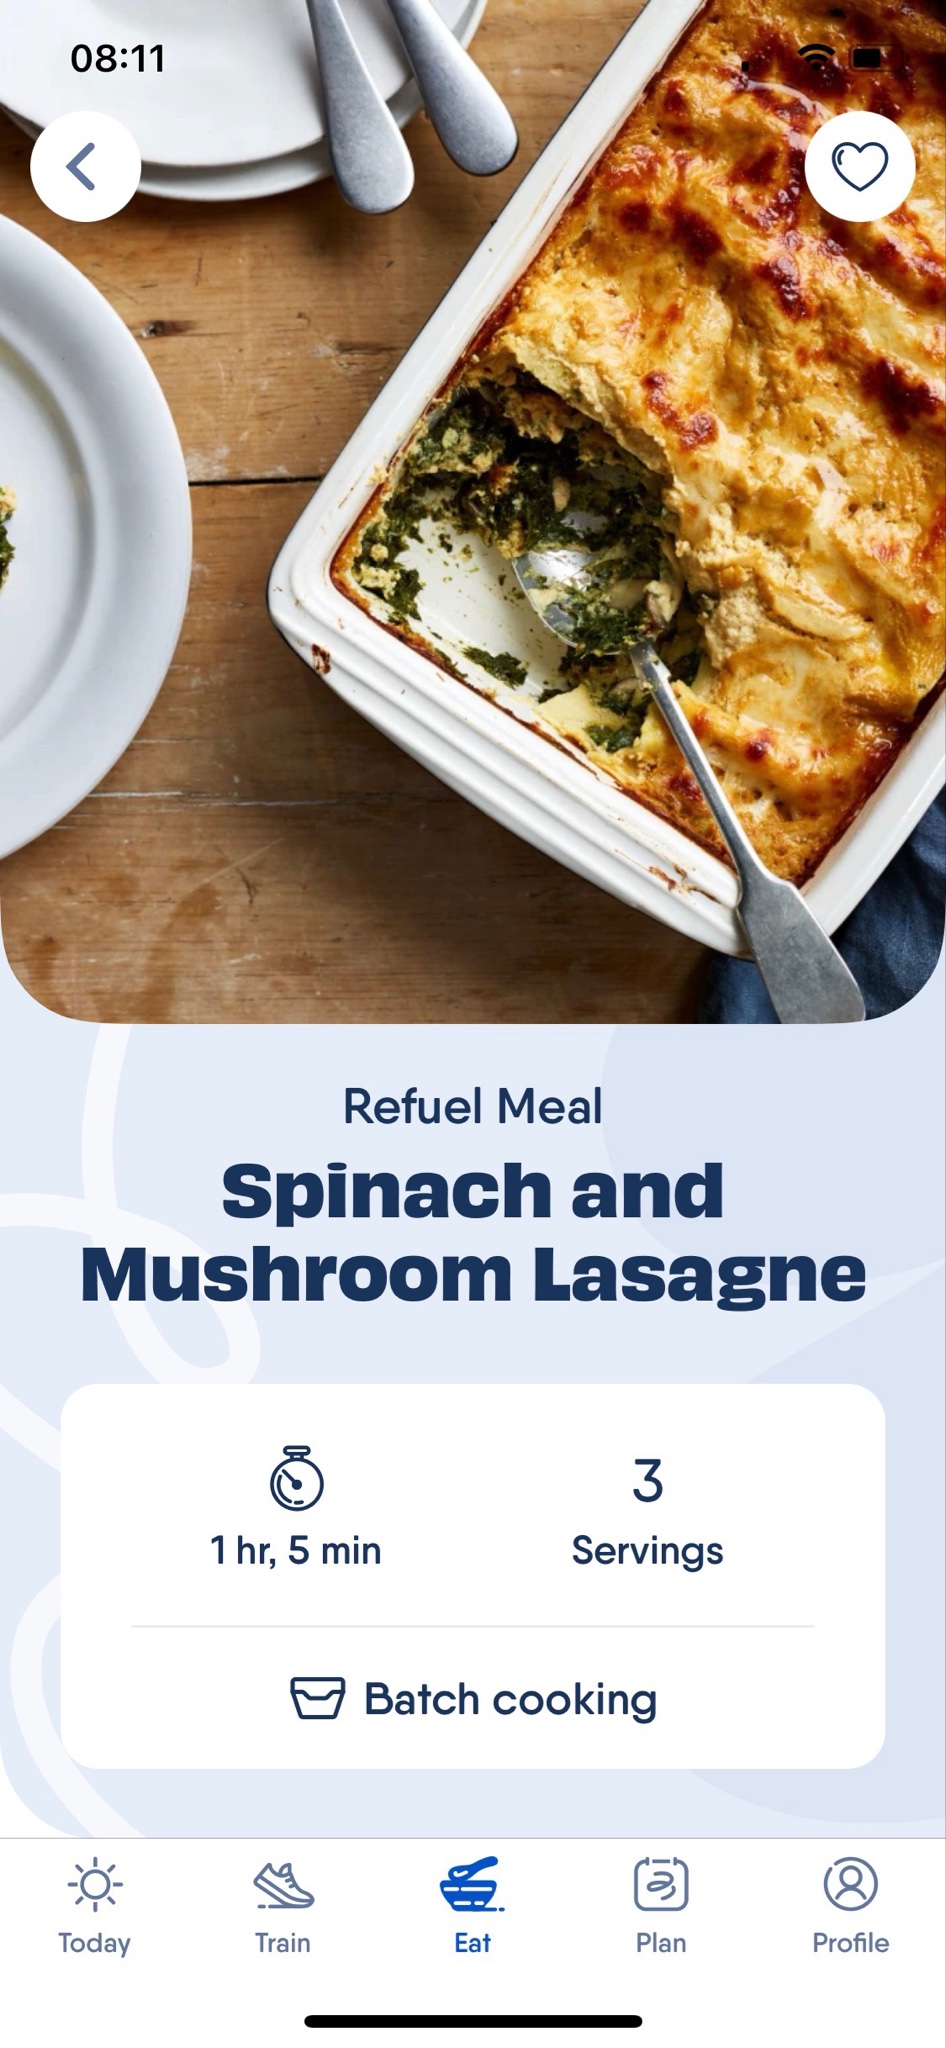 08:11
Refuel Meal
Spinach and
Mushroom Lasagne
1 hr, 5 min
3
Servings
Batch cooking
Today
Train
Eat
Plan
Profile